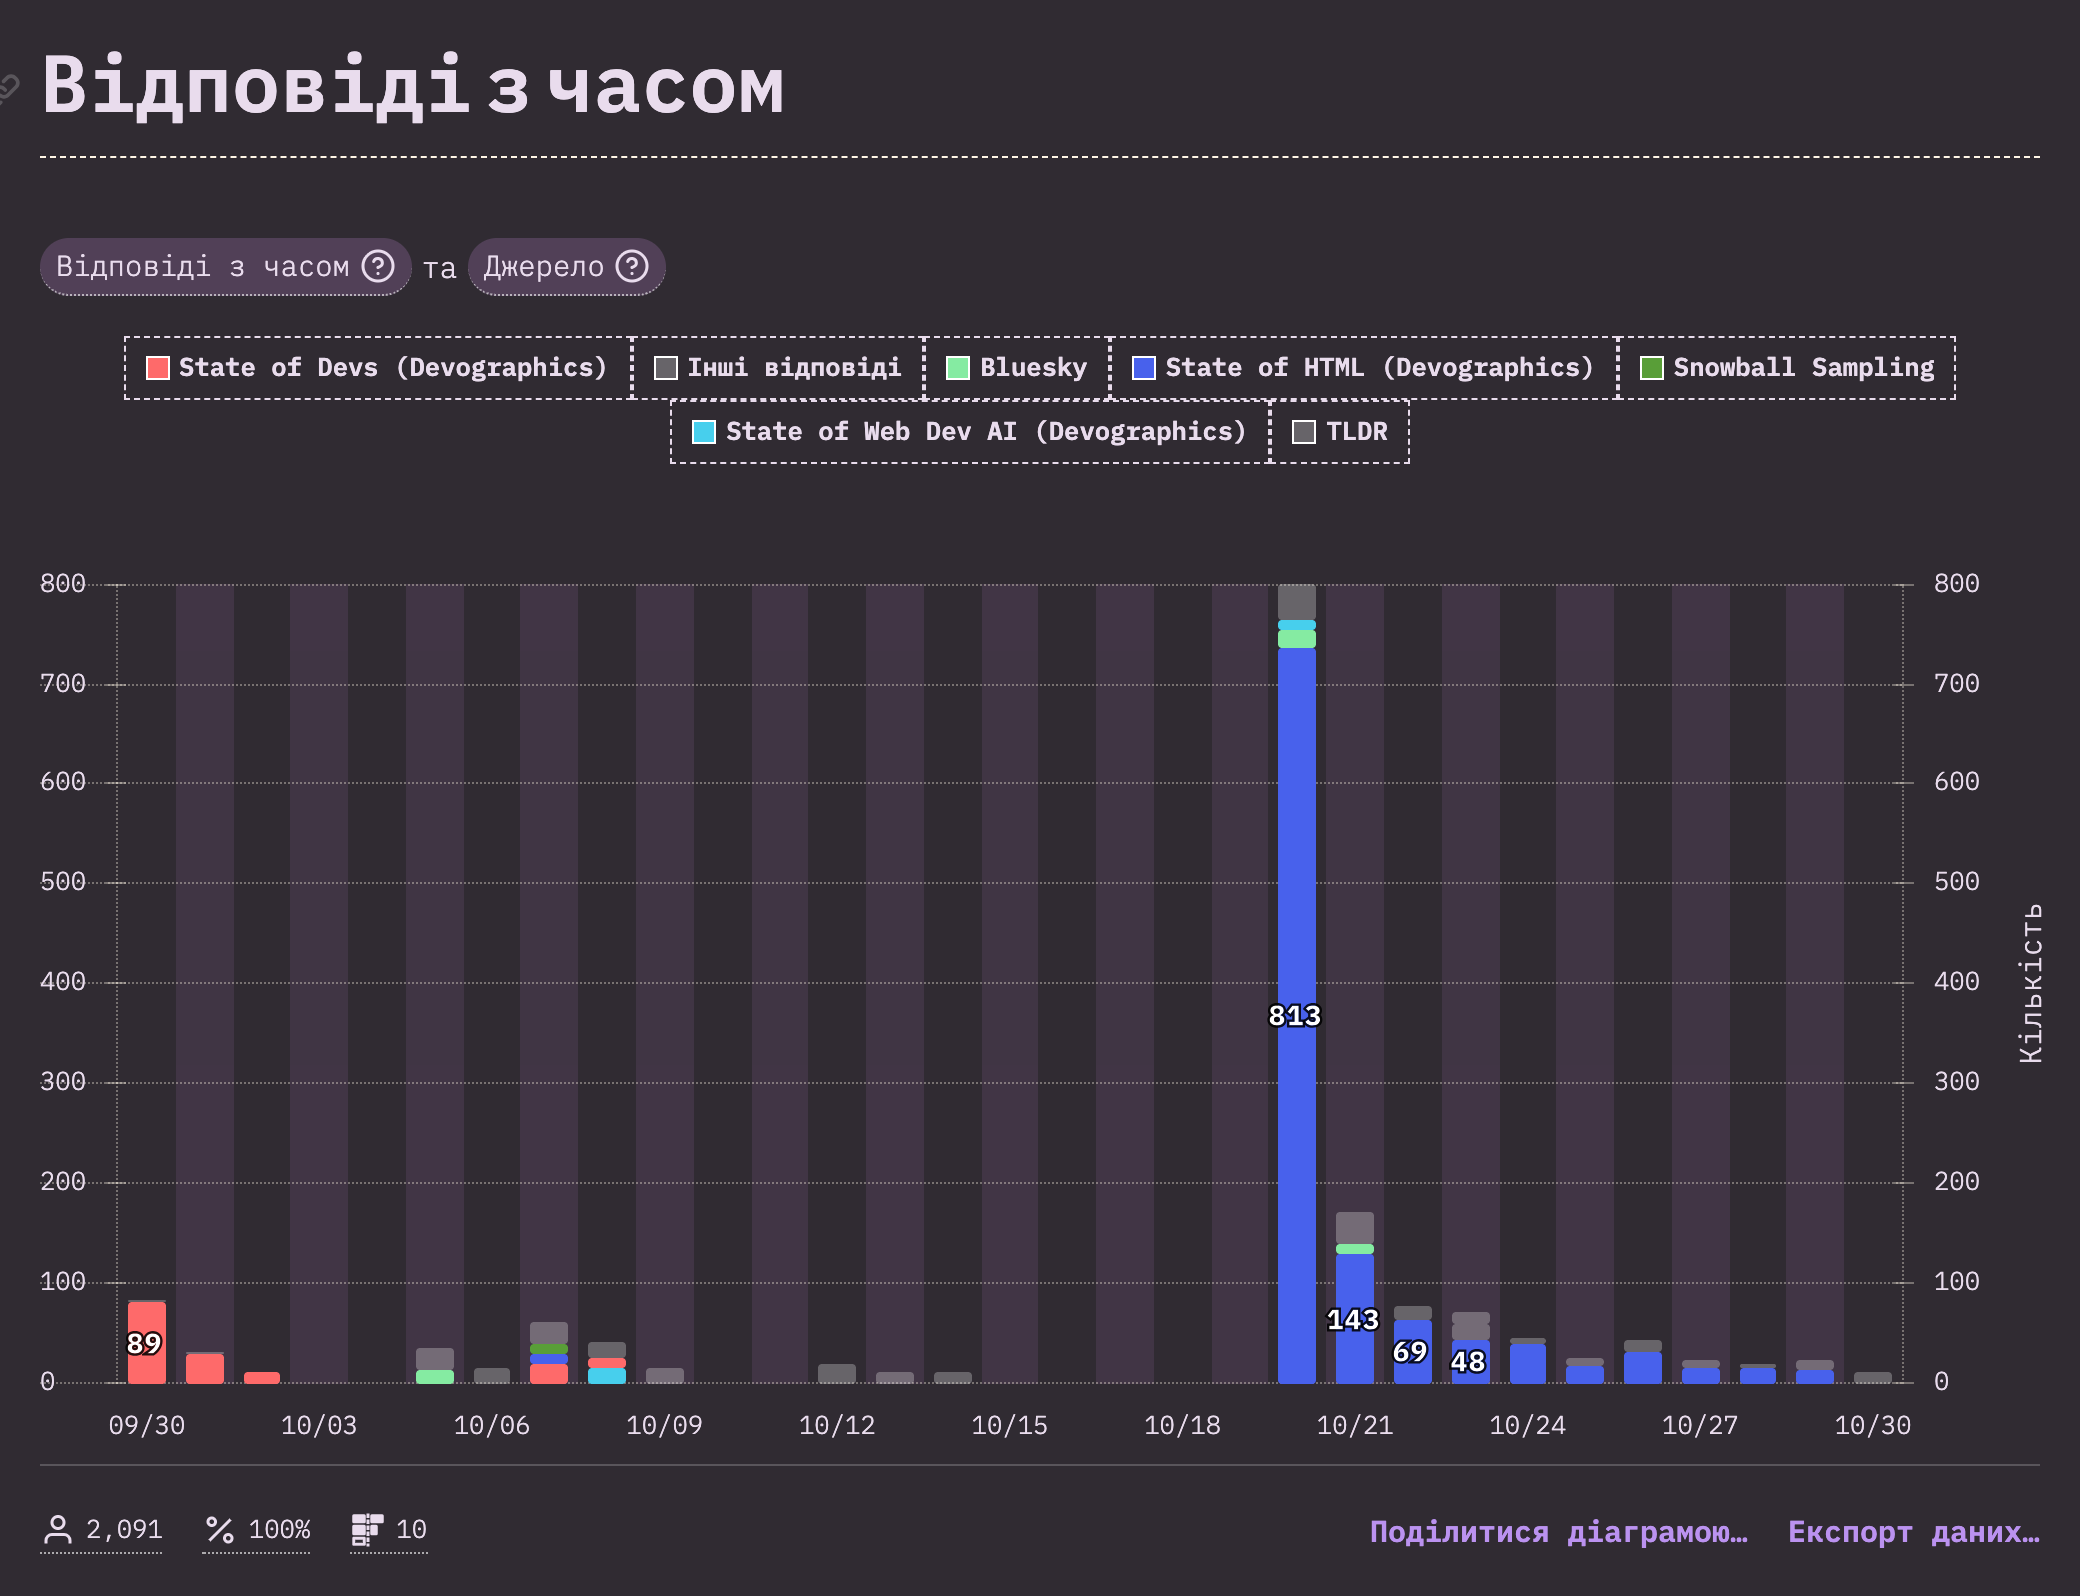 Відповіді з часом
Відповіді з часом ? та Джерело ?
State of Devs (Devographics) Інші відповіді Bluesky State of HTML (Devographics) Snowball Sampling
State of Web Dev AI (Devographics) TLDR
800 800
700 700
600 600
500 500
400 400
300 300
200 200
100 100
0 0
Кількість
813
143
89
69
48
09/30 10/03 10/06 10/09 10/12 10/15 10/18 10/21 10/24 10/27 10/30
2,091 % 100% 10 Поділитися діаграмою… Експорт даних…